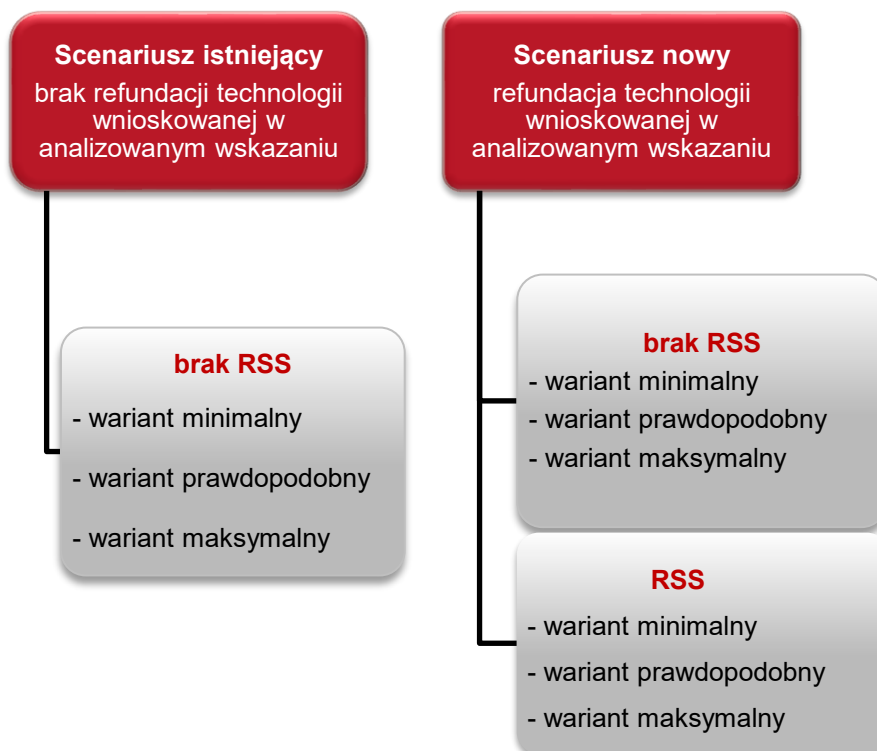 Scenariusz istniejący
brak refundacji technologii
wnioskowanej w
analizowanym wskazaniu
brak RSS
- wariant minimalny
- wariant prawdopodobny
- wariant maksymalny
Scenariusz nowy
refundacja technologii
wnioskowanej w
analizowanym wskazaniu
brak RSS
- wariant minimalny
- wariant prawdopodobny
- wariant maksymalny
RSS
- wariant minimalny
- wariant prawdopodobny
- wariant maksymalny